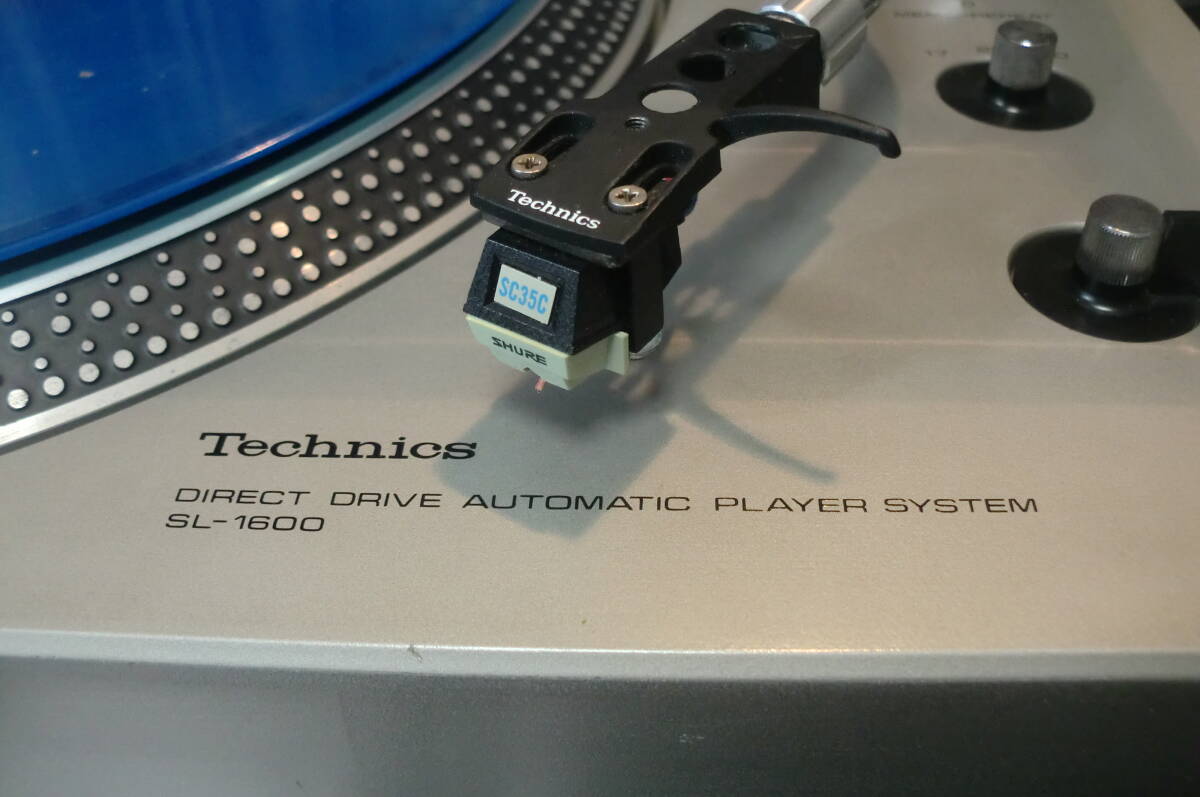 Technics
SC35C
SHURE
Technics
DIRECT DRIVE AUTOMATIC PLAYER SYSTEM
SL-1600